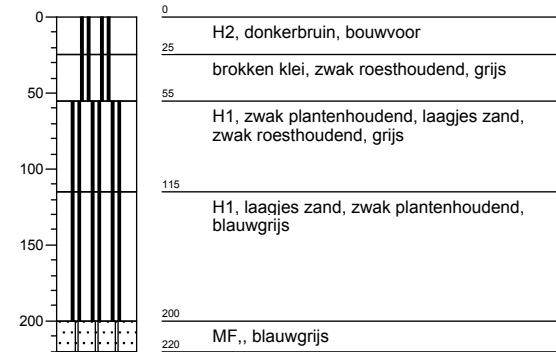 0
0
H2, donkerbruin, bouwvoor
25
brokken klei, zwak roesthoudend, grijs
50
55
H1, zwak plantenhoudend, laagjes zand,
zwak roesthoudend, grijs
100
115
H1, laagjes zand, zwak plantenhoudend,
blauwgrijs
150
200
200
MF,, blauwgrijs
220